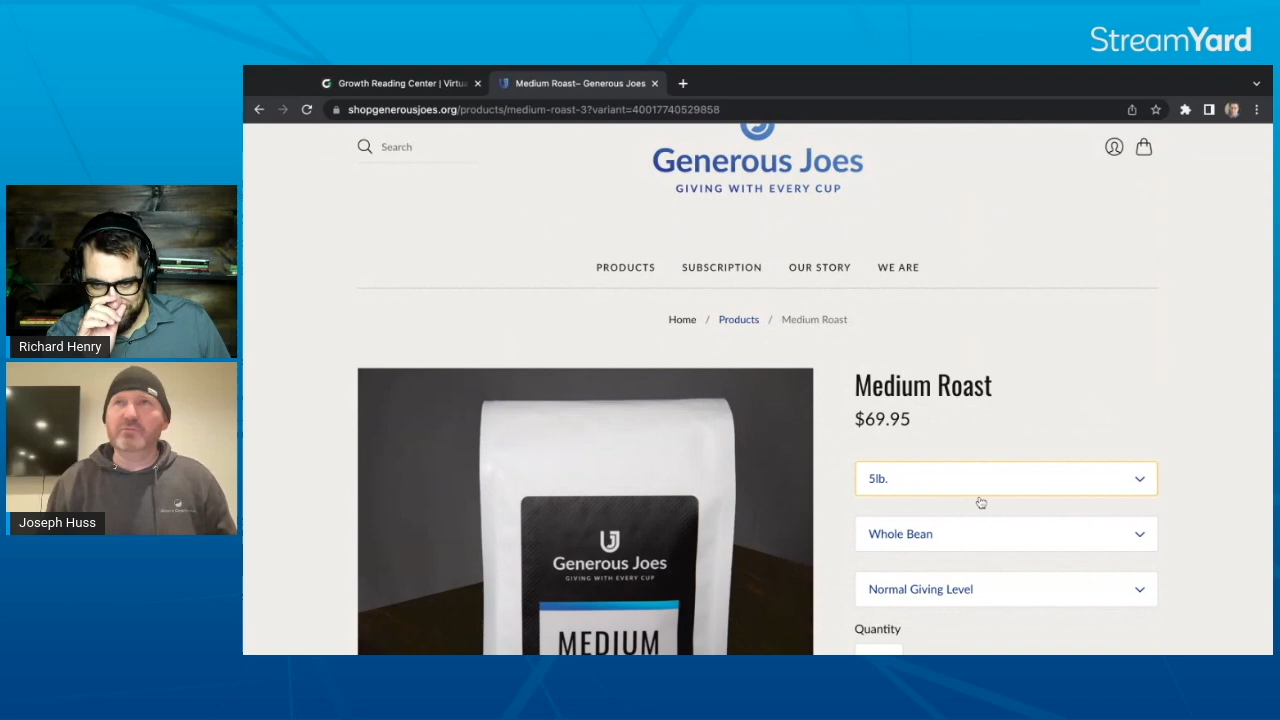 StreamYard
Growth Reading Center | Virtua
Medium Roast– Generous Joes
shopgenerousjoes.org/products/medium-roast-3?variant=40017740529858
Search
Generous Joes
GIVING WITH EVERY CUP
PRODUCTS SUBSCRIPTION OUR STORY WE ARE
Home / Products / Medium Roast
Richard Henry
Joseph Huss
Generous Joes
GIVING WITH EVERY CUP
MEDIUM
Medium Roast
$69.95
5lb.
Whole Bean
Normal Giving Level
Quantity